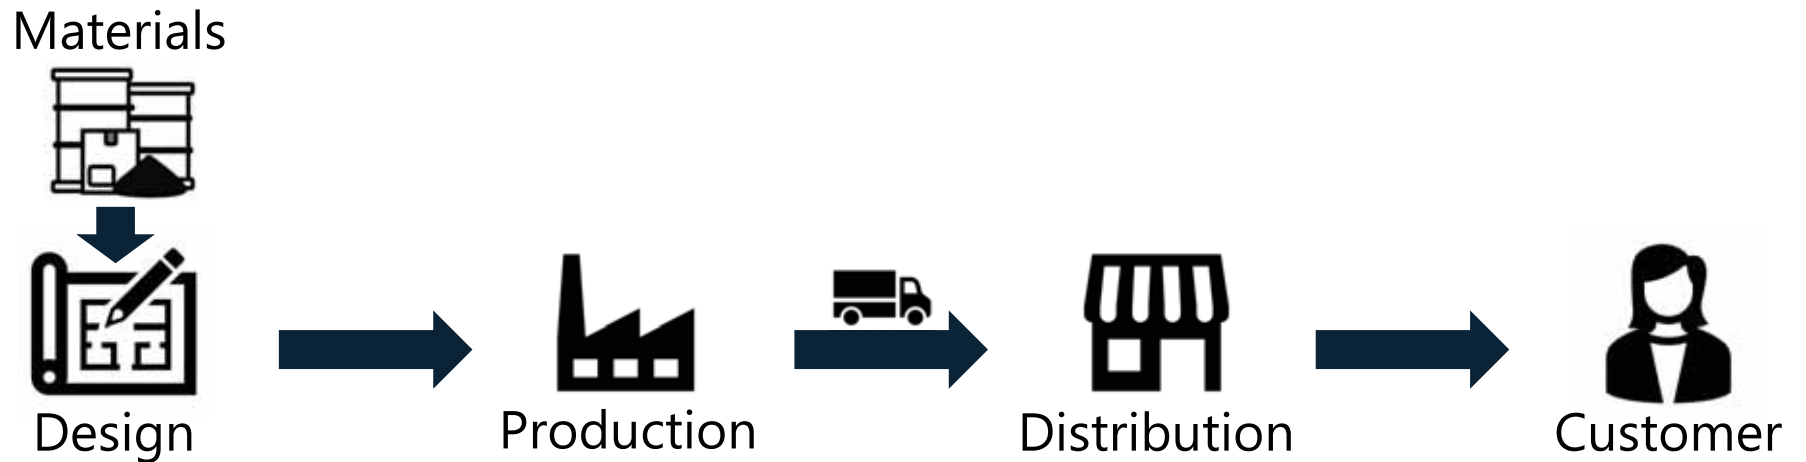 Materials
Design
Production
Distribution
Customer